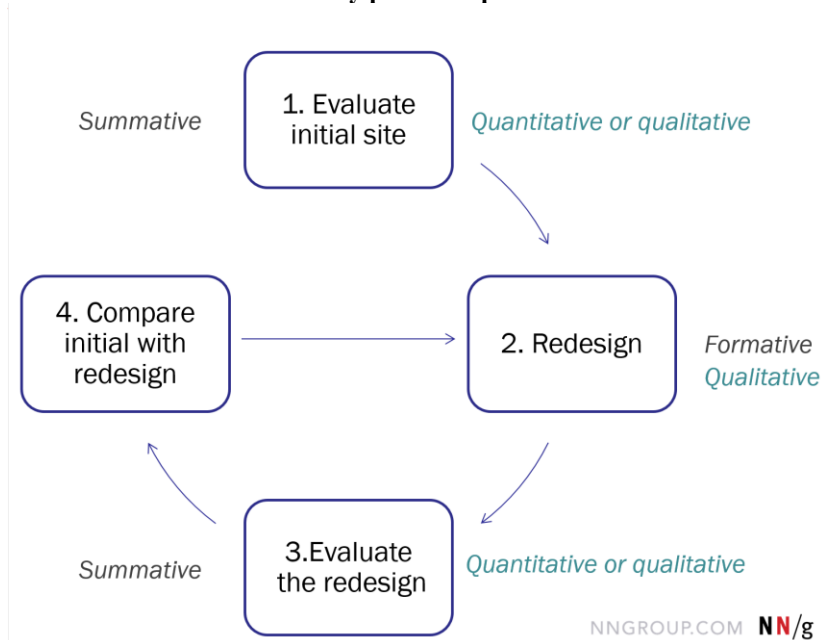 1. Evaluate
initial site
Summative
Quantitative or qualitative
4. Compare
initial with
redesign
2. Redesign
Formative
Qualitative
3.Evaluate
the redesign
Summative
Quantitative or qualitative
NNGROUP.COM NN/g